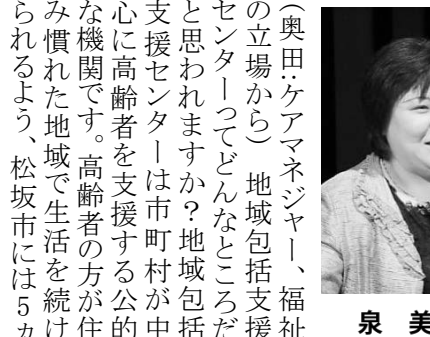 (奥田:ケアマネジャー、福祉
の立場から) 地域包括支援
センターってどんなところだ
と思われますか?地域包括
支援センターは市町村が中
心に高齢者を支援する公的
な機関です。高齢者の方が住
み慣れた地域で生活を続け
られるよう、松坂市には5カ
泉 美